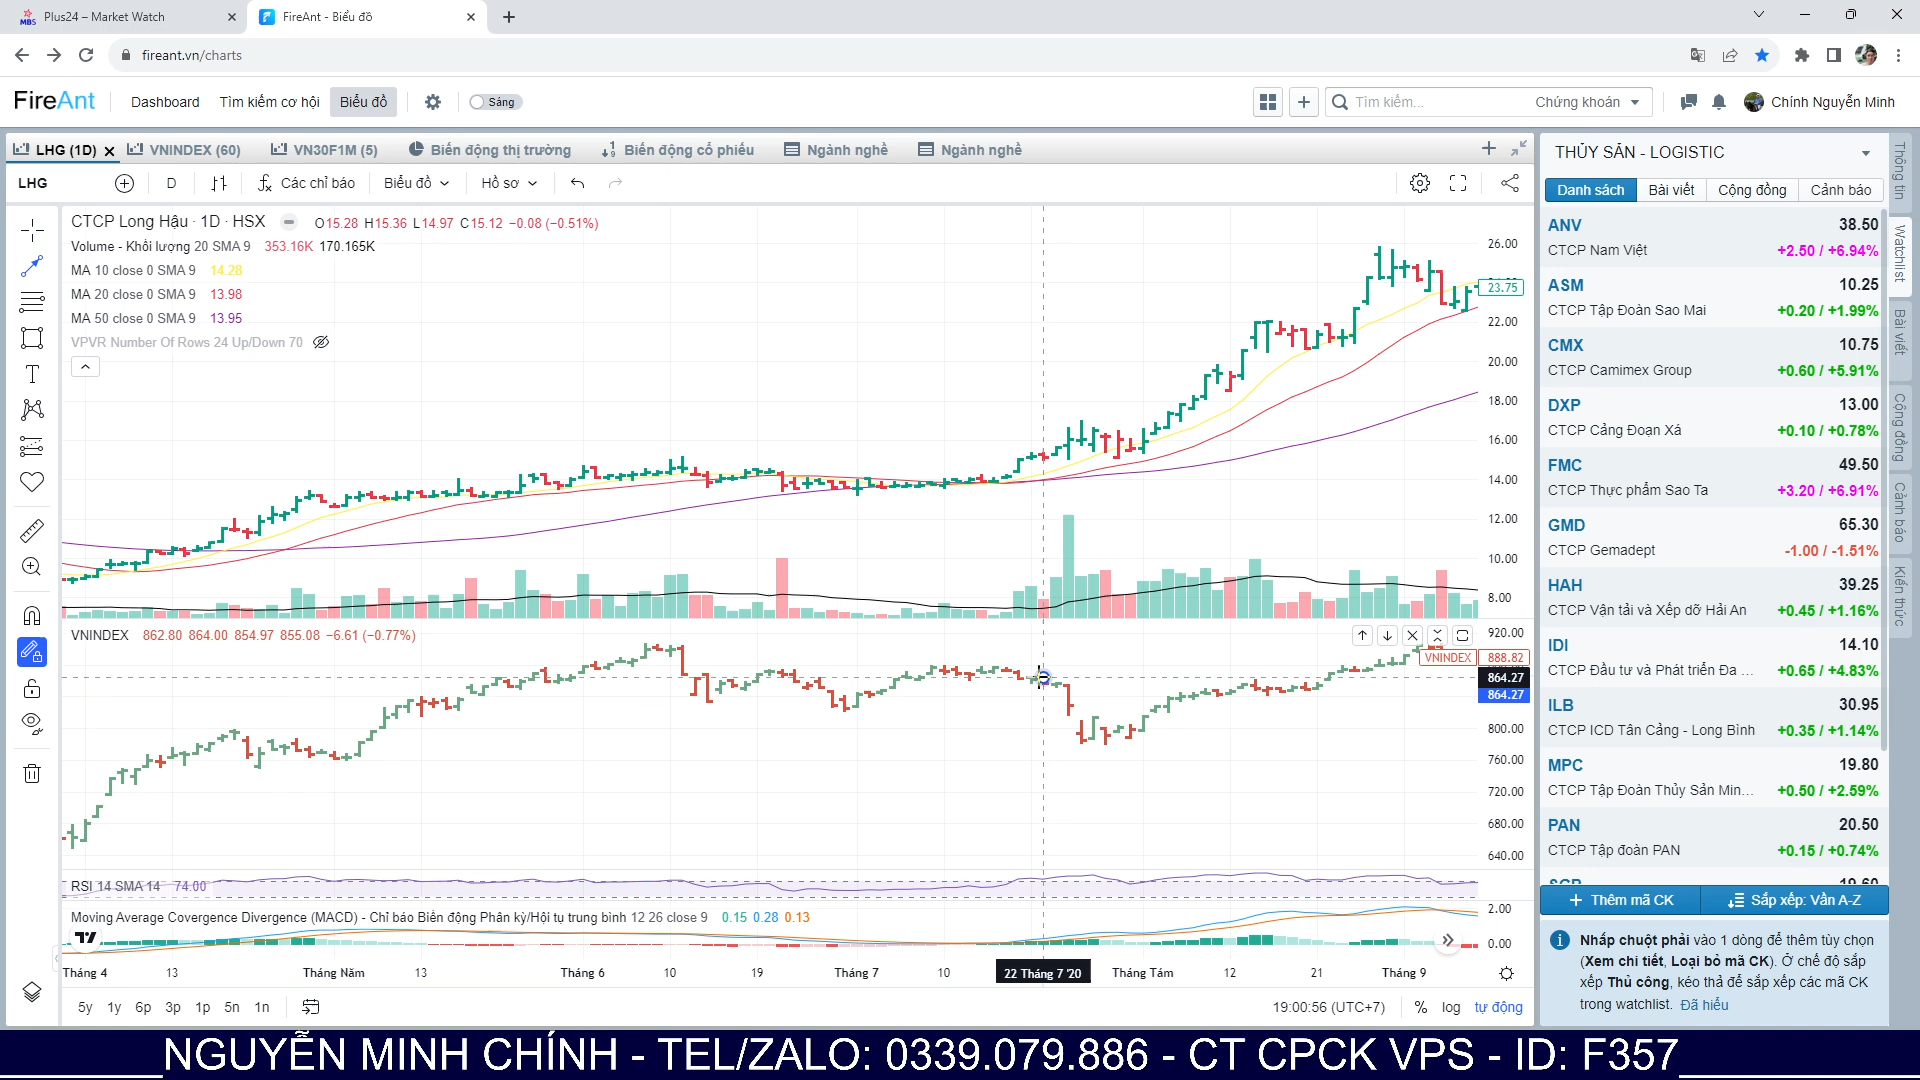 MBS Plus24 – Market Watch
FireAnt - Biểu đồ
fireant.vn/charts
FireAnt
Dashboard
Tìm kiếm cơ hội
Biểu đồ
Sáng
Tìm kiếm...
Chứng khoán
Chính Nguyễn Minh
LHG (1D)
VNINDEX (60)
VN30F1M (5)
Biến động thị trường
Biến động cổ phiếu
Ngành nghề
Ngành nghề
LHG
D
Các chỉ báo
Biểu đồ
Hồ sơ
CTCP Long Hậu · 1D · HSX
O15.28 H15.36 L14.97 C15.12 −0.08 (−0.51%)
Volume - Khối lượng 20 SMA 9 353.16K 170.165K
MA 10 close 0 SMA 9 14.28
MA 20 close 0 SMA 9 13.98
MA 50 close 0 SMA 9 13.95
VPVR Number Of Rows 24 Up/Down 70
26.00
23.75
22.00
20.00
18.00
16.00
14.00
12.00
10.00
8.00
VNINDEX 862.80 864.00 854.97 855.08 −6.61 (−0.77%)
920.00
VNINDEX 888.82
864.27
864.27
800.00
760.00
720.00
680.00
640.00
RSI 14 SMA 14 74.00
Moving Average Covergence Divergence (MACD) - Chỉ báo Biến động Phân kỳ/Hội tụ trung bình 12 26 close 9 0.15 0.28 0.13
2.00
0.00
Tháng 4
13
Tháng Năm
13
Tháng 6
10
19
Tháng 7
10
22 Tháng 7 '20
Tháng Tám
12
21
Tháng 9
5y 1y 6p 3p 1p 5n 1n
19:00:56 (UTC+7)
% log tự động
THỦY SẢN - LOGISTIC
Danh sách
Bài viết
Cộng đồng
Cảnh báo
ANV 38.50
CTCP Nam Việt +2.50 / +6.94%
ASM 10.25
CTCP Tập Đoàn Sao Mai +0.20 / +1.99%
CMX 10.75
CTCP Camimex Group +0.60 / +5.91%
DXP 13.00
CTCP Cảng Đoạn Xá +0.10 / +0.78%
FMC 49.50
CTCP Thực phẩm Sao Ta +3.20 / +6.91%
GMD 65.30
CTCP Gemadept -1.00 / -1.51%
HAH 39.25
CTCP Vận tải và Xếp dỡ Hải An +0.45 / +1.16%
IDI 14.10
CTCP Đầu tư và Phát triển Đa ... +0.65 / +4.83%
ILB 30.95
CTCP ICD Tân Cảng - Long Bình +0.35 / +1.14%
MPC 19.80
CTCP Tập Đoàn Thủy Sản Min... +0.50 / +2.59%
PAN 20.50
CTCP Tập đoàn PAN +0.15 / +0.74%
Thêm mã CK
Sắp xếp: Vần A-Z
Nhấp chuột phải vào 1 dòng để thêm tùy chọn
(Xem chi tiết, Loại bỏ mã CK). Ở chế độ sắp
xếp Thủ công, kéo thả để sắp xếp các mã CK
trong watchlist. Đã hiểu
Thông tin
Watchlist
Bài viết
Cộng đồng
Cảnh báo
Kiến thức
NGUYỄN MINH CHÍNH - TEL/ZALO: 0339.079.886 - CT CPCK VPS - ID: F357